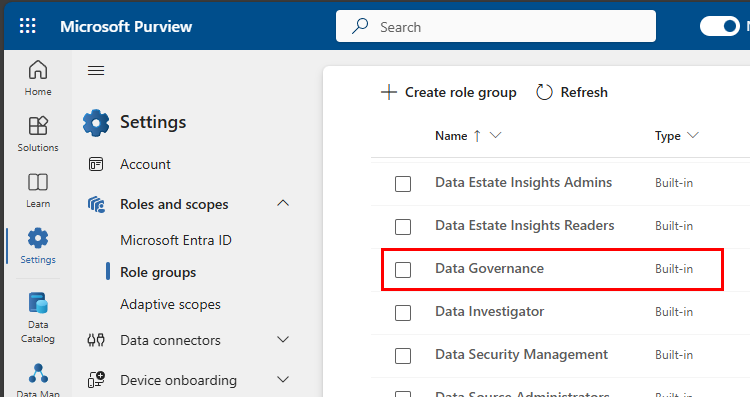 Microsoft Purview
Search
Home
Solutions
Learn
Settings
Data
Catalog
Data Map
Settings
Account
Roles and scopes
Microsoft Entra ID
Role groups
Adaptive scopes
Data connectors
Device onboarding
Create role group
Refresh
Name Type
Data Estate Insights Admins Built-in
Data Estate Insights Readers Built-in
Data Governance Built-in
Data Investigator Built-in
Data Security Management Built-in
Data Source Administrators Built-in